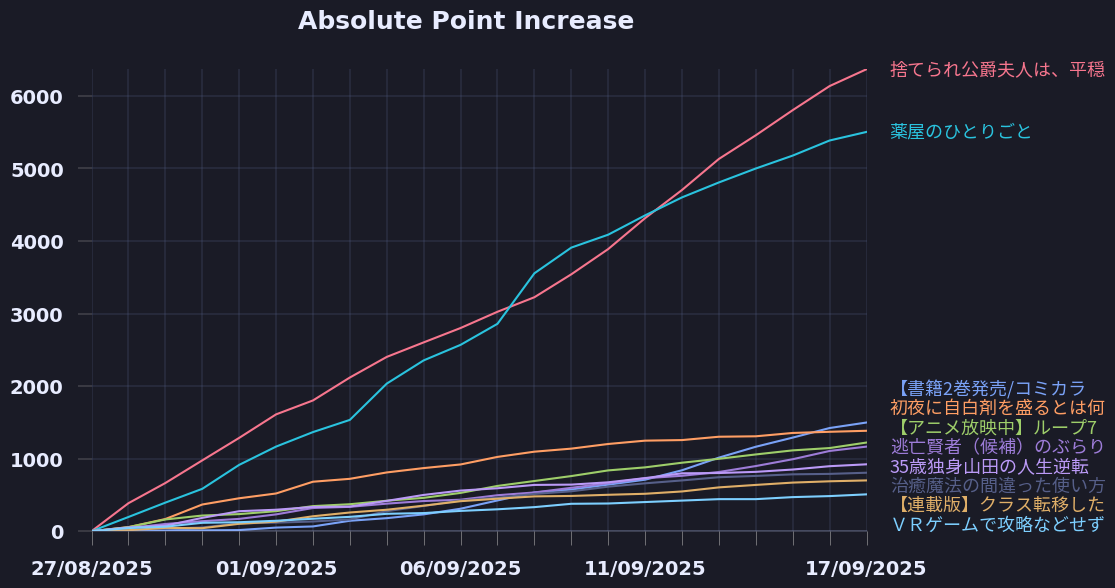 Absolute Point Increase
捨てられ公爵夫人は、平穏
6000
薬屋のひとりごと
5000
4000
3000
2000
【書籍2巻発売/コミカラ
初夜に自白剤を盛るとは何
【アニメ放映中】ループ7
逃亡賢者（候補）のぶらり
1000
35歳独身山田の人生逆転
治癒魔法の間違った使い方
【連載版】クラス転移した
ＶＲゲームで攻略などせず
0
27/08/2025 01/09/2025 06/09/2025 11/09/2025 17/09/2025